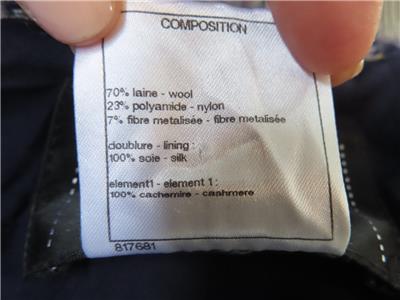 COMPOSITION
70% laine - wool
23% polyamide - nylon
7% fibre metalisée - fibre metalisée
doublure - lining :
100% soie - silk
element1 - element 1 :
100% cachemire - cashmere
817681